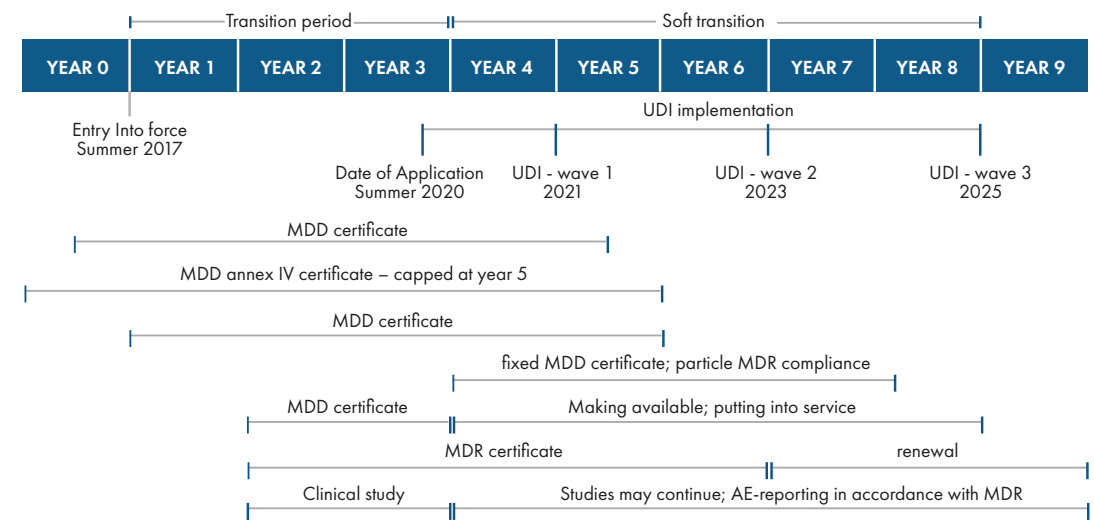 Transition period
Soft transition
YEAR 0
YEAR 1
YEAR 2
YEAR 3
YEAR 4
YEAR 5
YEAR 6
YEAR 7
YEAR 8
YEAR 9
UDI implementation
Entry Into force
Summer 2017
Date of Application
Summer 2020
UDI - wave 1
2021
UDI - wave 2
2023
UDI - wave 3
2025
MDD certificate
MDD annex IV certificate – capped at year 5
MDD certificate
fixed MDD certificate; particle MDR compliance
MDD certificate
Making available; putting into service
MDR certificate
renewal
Clinical study
Studies may continue; AE-reporting in accordance with MDR